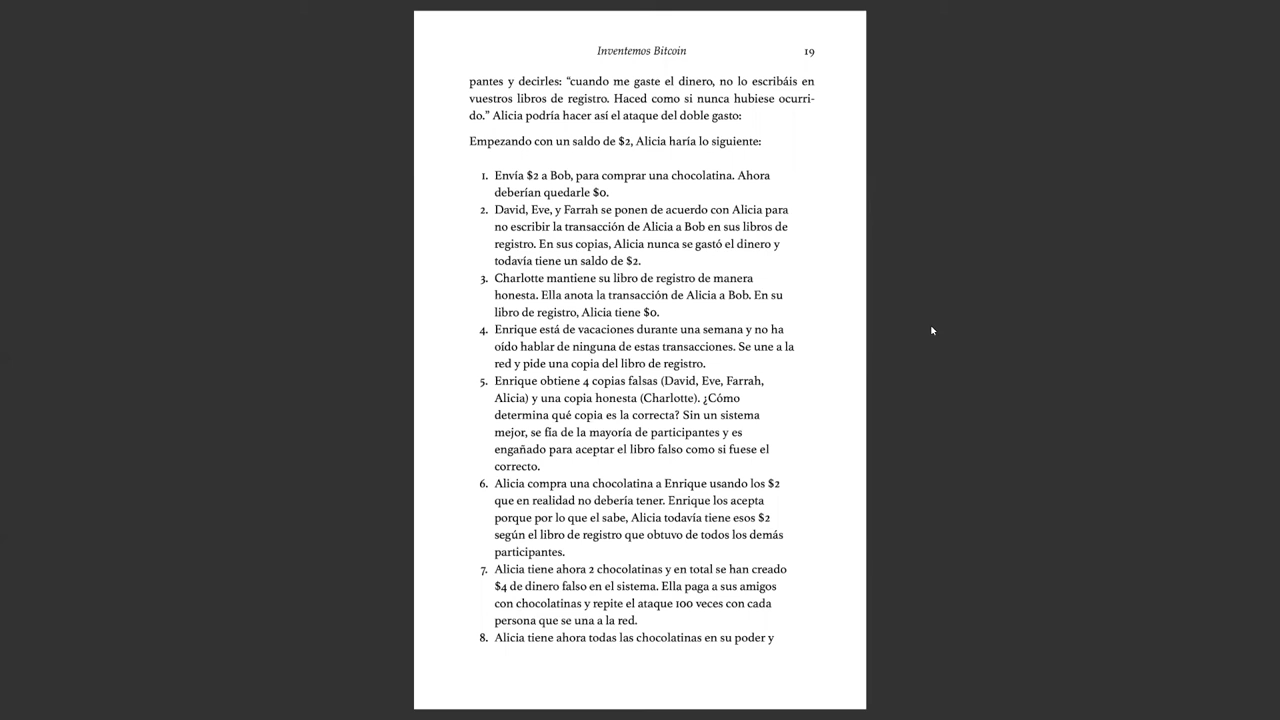 Inventemos Bitcoin 19
pantes y decirles: “cuando me gaste el dinero, no lo escribáis en
vuestros libros de registro. Haced como si nunca hubiese ocurri-
do.” Alicia podría hacer así el ataque del doble gasto:
Empezando con un saldo de $2, Alicia haría lo siguiente:
1. Envía $2 a Bob, para comprar una chocolatina. Ahora
deberían quedarle $0.
2. David, Eve, y Farrah se ponen de acuerdo con Alicia para
no escribir la transacción de Alicia a Bob en sus libros de
registro. En sus copias, Alicia nunca se gastó el dinero y
todavía tiene un saldo de $2.
3. Charlotte mantiene su libro de registro de manera
honesta. Ella anota la transacción de Alicia a Bob. En su
libro de registro, Alicia tiene $0.
4. Enrique está de vacaciones durante una semana y no ha
oído hablar de ninguna de estas transacciones. Se une a la
red y pide una copia del libro de registro.
5. Enrique obtiene 4 copias falsas (David, Eve, Farrah,
Alicia) y una copia honesta (Charlotte). ¿Cómo
determina qué copia es la correcta? Sin un sistema
mejor, se fía de la mayoría de participantes y es
engañado para aceptar el libro falso como si fuese el
correcto.
6. Alicia compra una chocolatina a Enrique usando los $2
que en realidad no debería tener. Enrique los acepta
porque por lo que el sabe, Alicia todavía tiene esos $2
según el libro de registro que obtuvo de todos los demás
participantes.
7. Alicia tiene ahora 2 chocolatinas y en total se han creado
$4 de dinero falso en el sistema. Ella paga a sus amigos
con chocolatinas y repite el ataque 100 veces con cada
persona que se una a la red.
8. Alicia tiene ahora todas las chocolatinas en su poder y